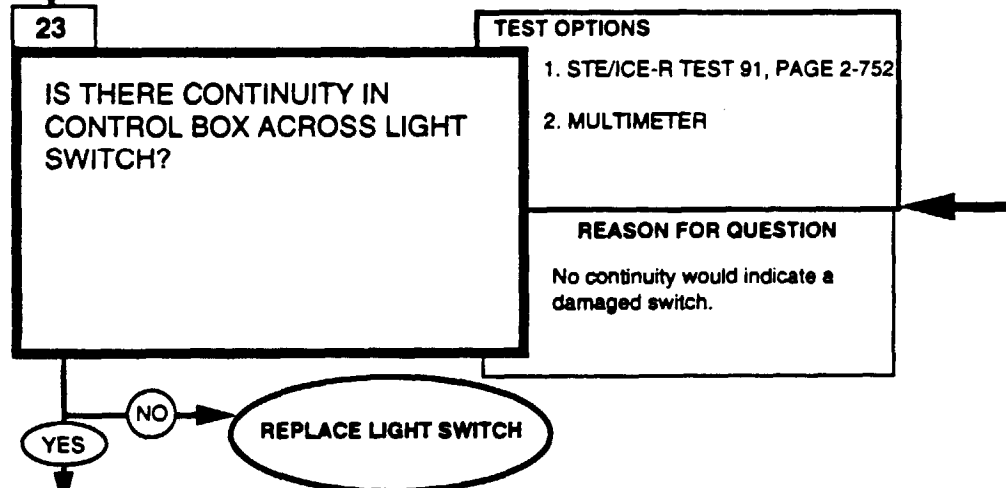 23
IS THERE CONTINUITY IN
CONTROL BOX ACROSS LIGHT
SWITCH?
TEST OPTIONS
1. STE/ICE-R TEST 91, PAGE 2-752
2. MULTIMETER
REASON FOR QUESTION
No continuity would indicate a
damaged switch.
NO
REPLACE LIGHT SWITCH
YES